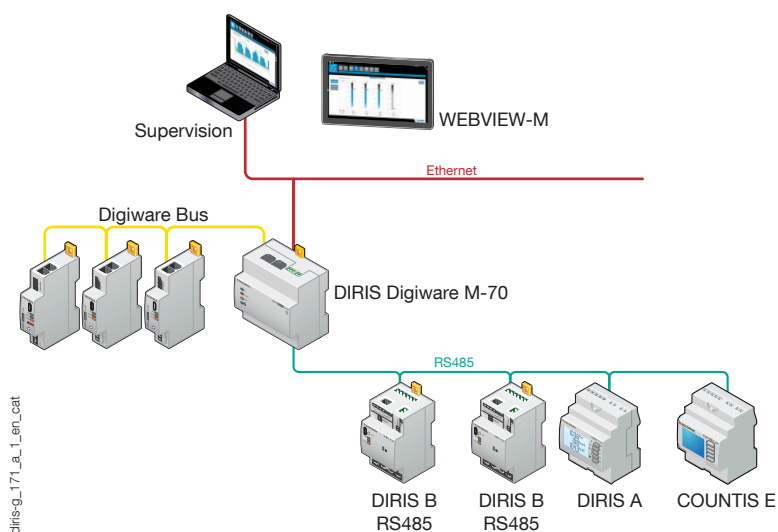 Supervision
WEBVIEW-M
Ethernet
Digiware Bus
DIRIS Digiware M-70
RS485
DIRIS B
RS485
DIRIS B
RS485
DIRIS A
COUNTIS E
diris-g_171_a_1_en_cat